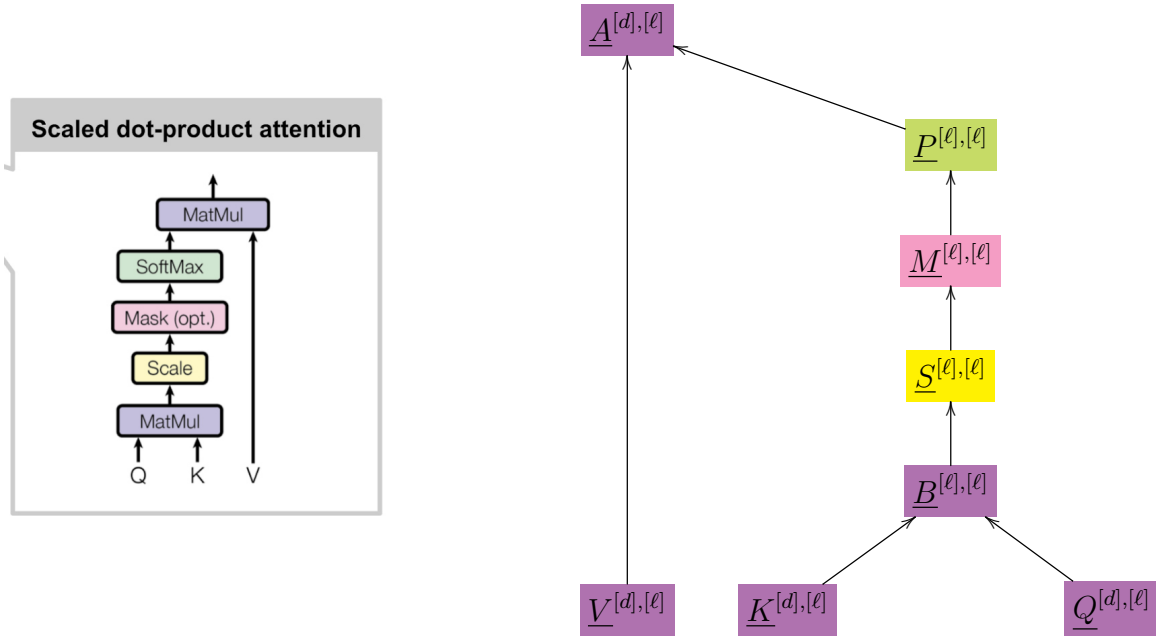 Scaled dot-product attention
MatMul
SoftMax
Mask (opt.)
Scale
MatMul
Q K V
A^{[d],[ℓ]}
P^{[ℓ],[ℓ]}
M^{[ℓ],[ℓ]}
S^{[ℓ],[ℓ]}
B^{[ℓ],[ℓ]}
V^{[d],[ℓ]} K^{[d],[ℓ]} Q^{[d],[ℓ]}